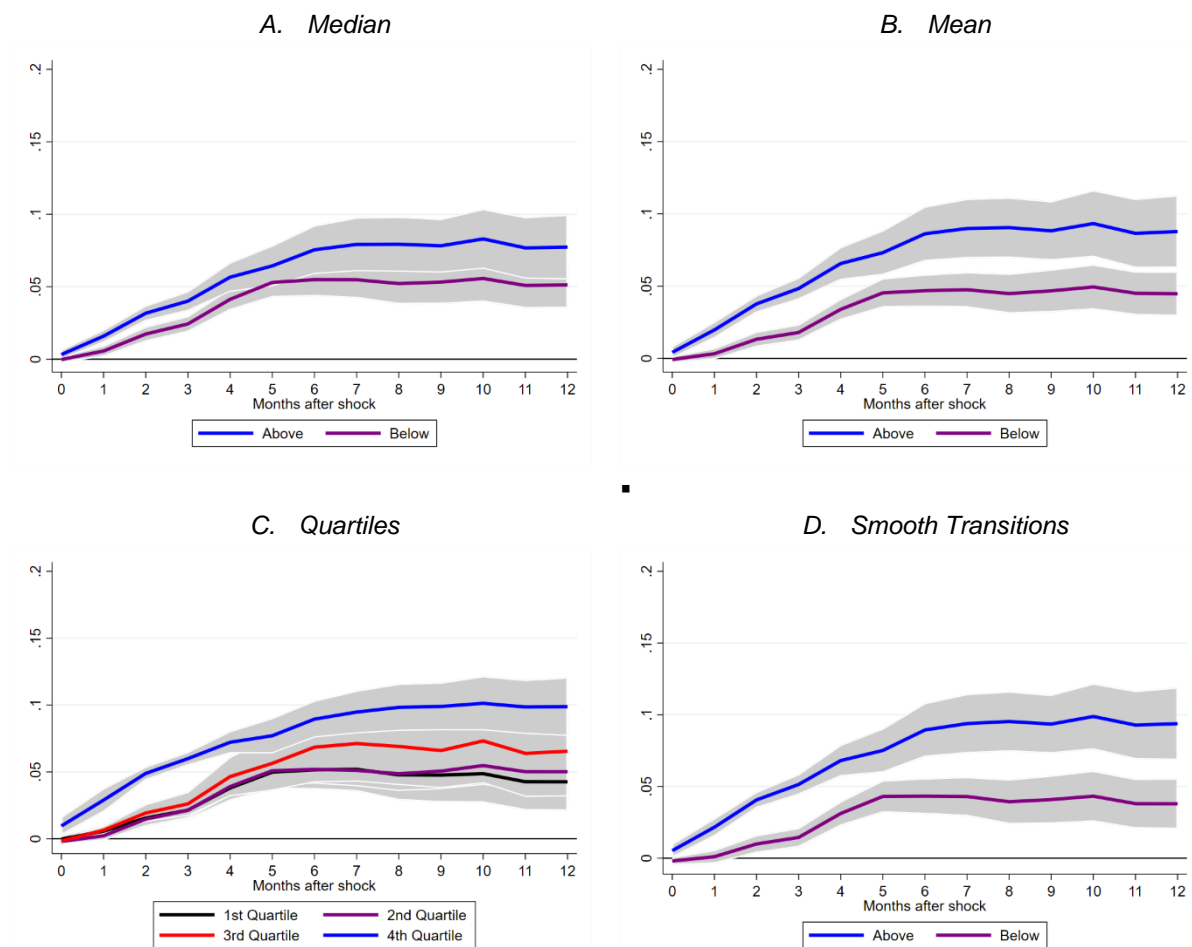 A. Median
.2
.15
.1
.05
0
0 1 2 3 4 5 6 7 8 9 10 11 12
Months after shock
Above Below
B. Mean
.2
.15
.1
.05
0
0 1 2 3 4 5 6 7 8 9 10 11 12
Months after shock
Above Below
C. Quartiles
.2
.15
.1
.05
0
0 1 2 3 4 5 6 7 8 9 10 11 12
Months after shock
1st Quartile 2nd Quartile
3rd Quartile 4th Quartile
D. Smooth Transitions
.2
.15
.1
.05
0
0 1 2 3 4 5 6 7 8 9 10 11 12
Months after shock
Above Below